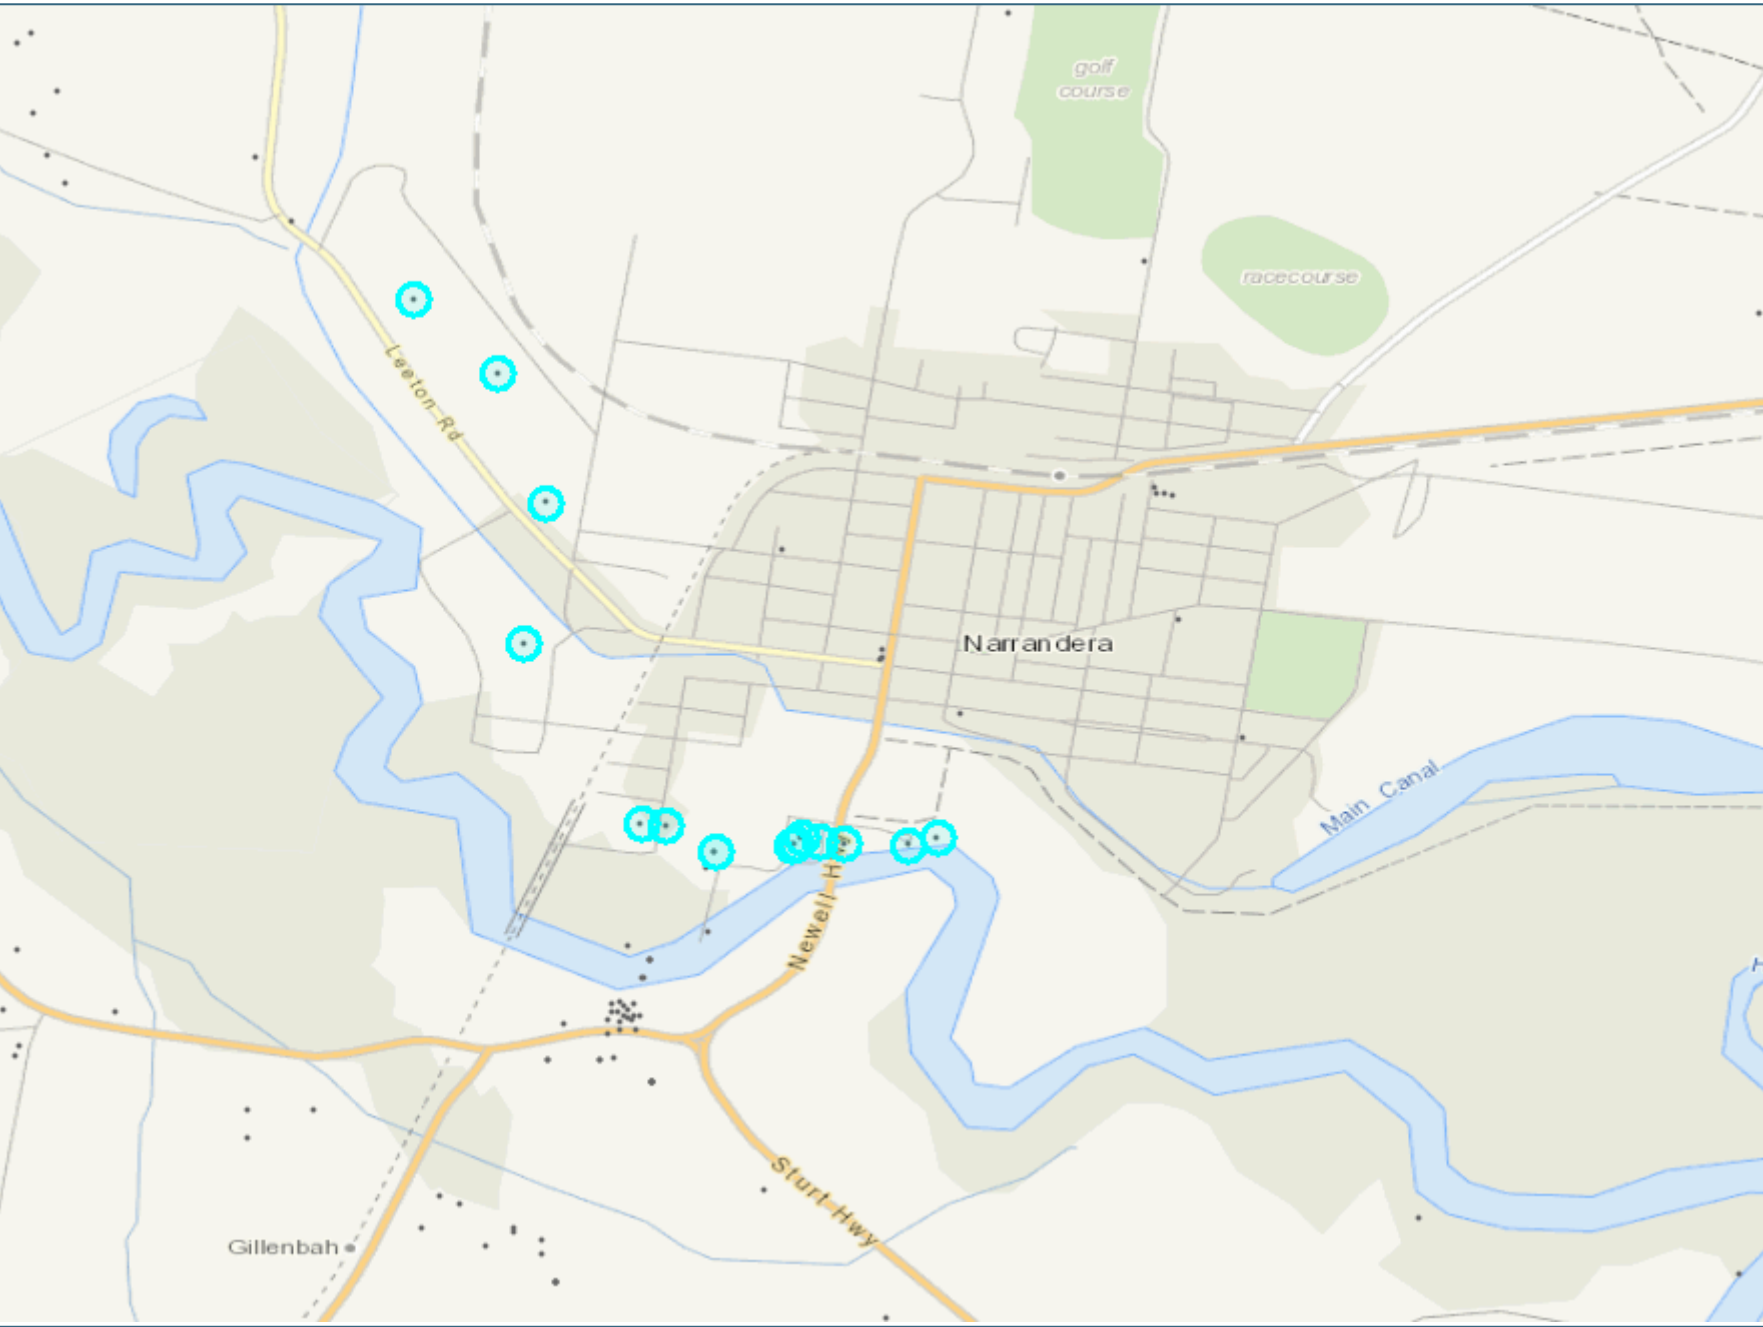 golf
course
racecourse
Leeton Rd
Narrandera
Main Canal
Newell Hwy
Sturt Hwy
Gillenbah